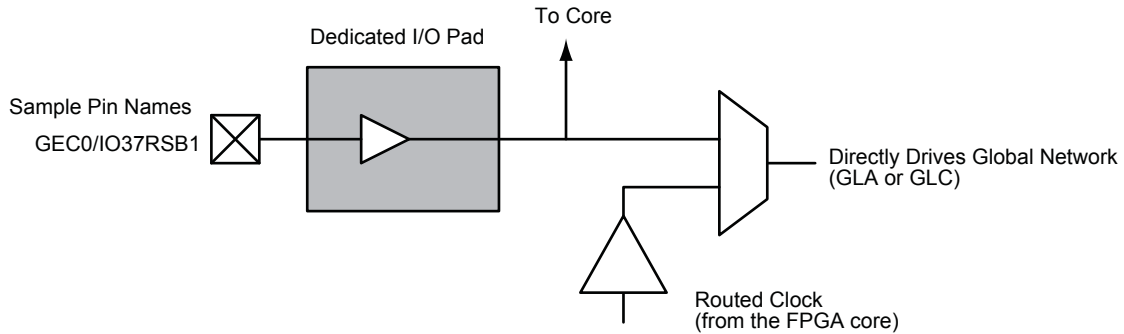 To Core
Dedicated I/O Pad
Sample Pin Names
GEC0/IO37RSB1
Directly Drives Global Network
(GLA or GLC)
Routed Clock
(from the FPGA core)